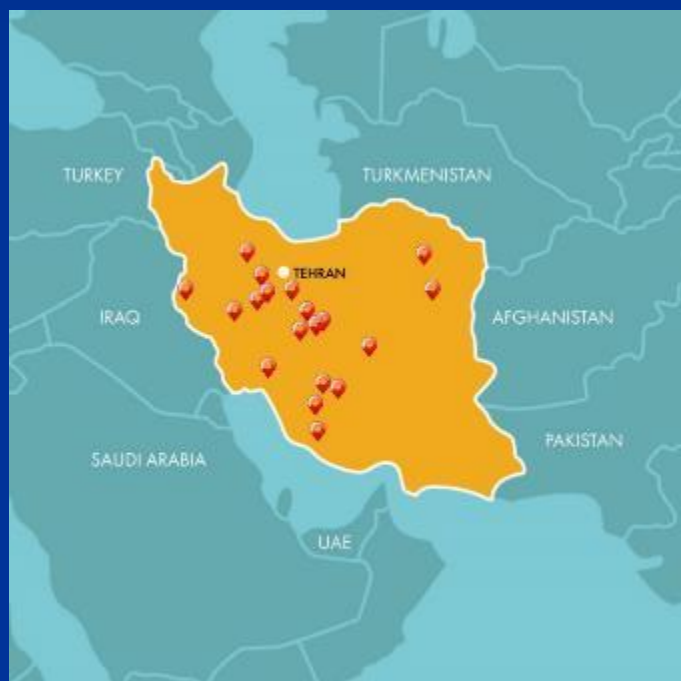 TURKEY
TURKMENISTAN
TEHRAN
IRAQ
AFGHANISTAN
SAUDI ARABIA
PAKISTAN
UAE